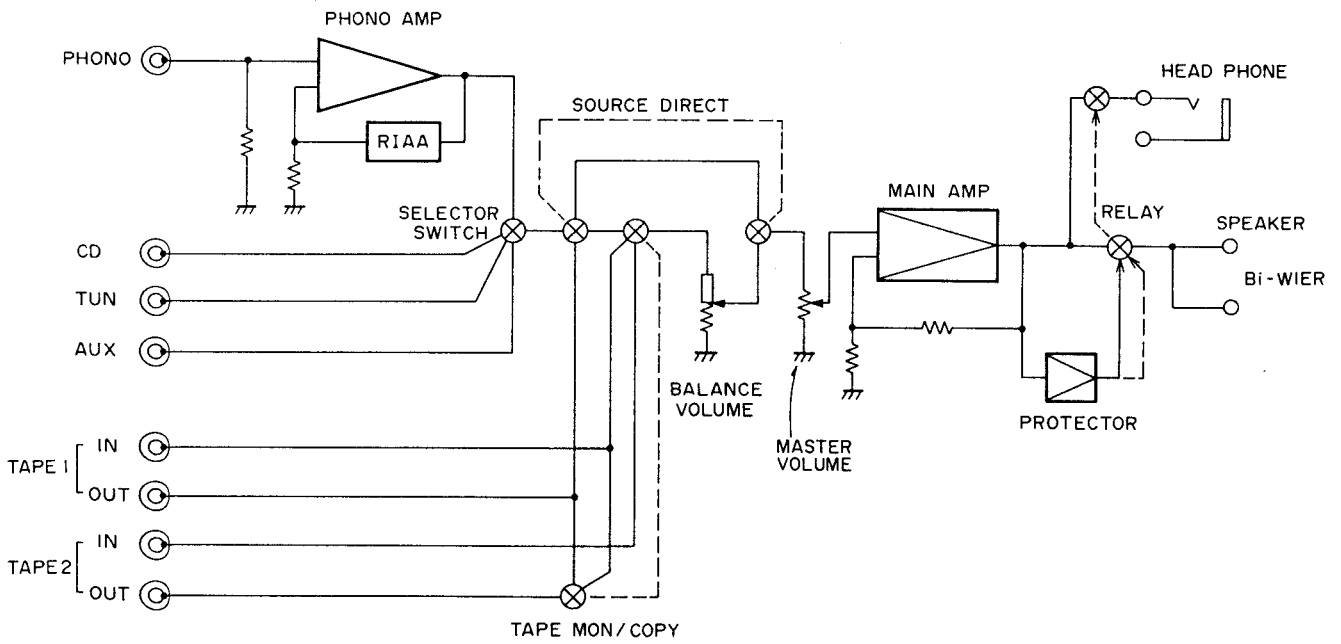 PHONO AMP
PHONO
RIAA
SOURCE DIRECT
HEAD PHONE
SELECTOR
SWITCH
MAIN AMP
RELAY
SPEAKER
Bi-WIER
CD
TUN
AUX
BALANCE
VOLUME
MASTER
VOLUME
PROTECTOR
TAPE 1
IN
OUT
TAPE 2
IN
OUT
TAPE MON/COPY